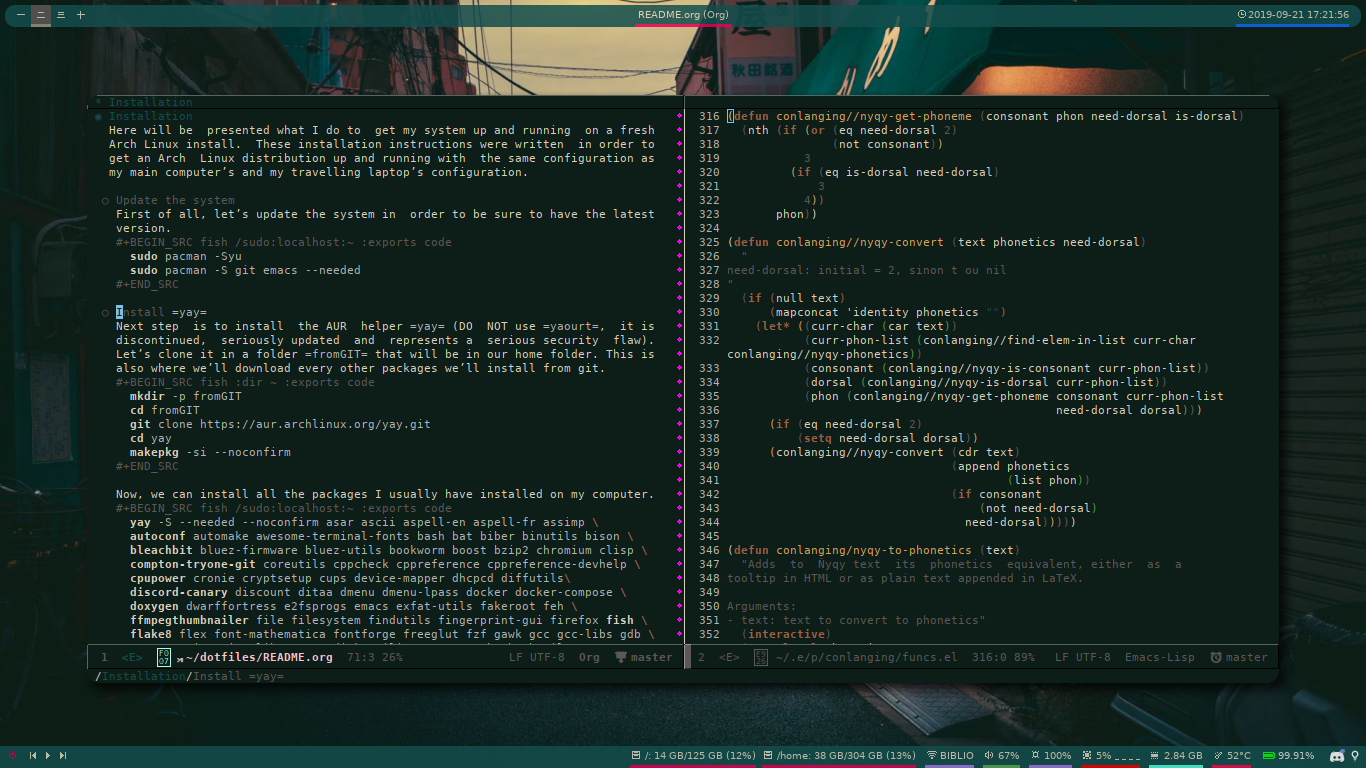 一 二 三 十
README.org (Org)
2019-09-21 17:21:56
屋
秋田銘酒
* Installation
◉ Installation
Here will be  presented what I do to  get my system up and running  on a fresh
Arch Linux install.  These installation instructions were written  in order to
get an Arch  Linux distribution up and running with  the same configuration as
my main computer’s and my travelling laptop’s configuration.
○ Update the system
First of all, let’s update the system in  order to be sure to have the latest
version.
#+BEGIN_SRC fish /sudo:localhost:~ :exports code
sudo pacman -Syu
sudo pacman -S git emacs --needed
#+END_SRC
○ Install =yay=
Next step  is to install  the AUR  helper =yay= (DO  NOT use =yaourt=,  it is
discontinued,  seriously updated  and  represents a  serious security  flaw).
Let’s clone it in a folder =fromGIT= that will be in our home folder. This is
also where we’ll download every other packages we’ll install from git.
#+BEGIN_SRC fish :dir ~ :exports code
mkdir -p fromGIT
cd fromGIT
git clone https://aur.archlinux.org/yay.git
cd yay
makepkg -si --noconfirm
#+END_SRC
Now, we can install all the packages I usually have installed on my computer.
#+BEGIN_SRC fish /sudo:localhost:~ :exports code
yay -S --needed --noconfirm asar ascii aspell-en aspell-fr assimp \
autoconf automake awesome-terminal-fonts bash bat biber binutils bison \
bleachbit bluez-firmware bluez-utils bookworm boost bzip2 chromium clisp \
compton-tryone-git coreutils cppcheck cppreference cppreference-devhelp \
cpupower cronie cryptsetup cups device-mapper dhcpcd diffutils\
discord-canary discount ditaa dmenu dmenu-lpass docker docker-compose \
doxygen dwarffortress e2fsprogs emacs exfat-utils fakeroot feh \
ffmpegthumbnailer file filesystem findutils fingerprint-gui firefox fish \
flake8 flex font-mathematica fontforge freeglut fzf gawk gcc gcc-libs gdb \
1 <E> F0 07 ~/dotfiles/README.org 71:3 26% LF UTF-8 Org master
/Installation/Install =yay=
316 (defun conlanging//nyqy-get-phoneme (consonant phon need-dorsal is-dorsal)
317 (nth (if (or (eq need-dorsal 2)
318 (not consonant))
319 3
320 (if (eq is-dorsal need-dorsal)
321 3
322 4))
323 phon))
324
325 (defun conlanging//nyqy-convert (text phonetics need-dorsal)
326 "
327 need-dorsal: initial = 2, sinon t ou nil
328 "
329 (if (null text)
330 (mapconcat 'identity phonetics "")
331 (let* ((curr-char (car text))
332 (curr-phon-list (conlanging//find-elem-in-list curr-char
conlanging//nyqy-phonetics))
333 (consonant (conlanging//nyqy-is-consonant curr-phon-list))
334 (dorsal (conlanging//nyqy-is-dorsal curr-phon-list))
335 (phon (conlanging//nyqy-get-phoneme consonant curr-phon-list
336 need-dorsal dorsal)))
337 (if (eq need-dorsal 2)
338 (setq need-dorsal dorsal))
339 (conlanging//nyqy-convert (cdr text)
340 (append phonetics
341 (list phon))
342 (if consonant
343 (not need-dorsal)
344 need-dorsal)))))
345
346 (defun conlanging/nyqy-to-phonetics (text)
347 "Adds  to  Nyqy text  its  phonetics  equivalent, either  as  a
348 tooltip in HTML or as plain text appended in LaTeX.
349
350 Arguments:
351 - text: text to convert to phonetics"
352 (interactive)
2 <E> F9 26 ~/.e/p/conlanging/funcs.el 316:0 89% LF UTF-8 Emacs-Lisp master
/: 14 GB/125 GB (12%) /home: 38 GB/304 GB (13%) BIBLIO 67% 100% 5% _ _ _ _ 2.84 GB 52°C 99.91%